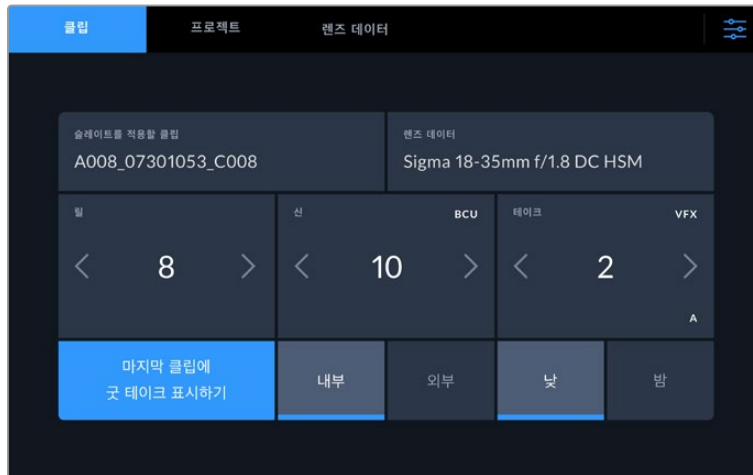 클립 프로젝트 렌즈 데이터
슬레이트를 적용할 클립 렌즈 데이터
A008_07301053_C008 Sigma 18-35mm f/1.8 DC HSM
릴 신 BCU 테이크 VFX
8 10 2
A
마지막 클립에
굿 테이크 표시하기
내부 외부 낮 밤